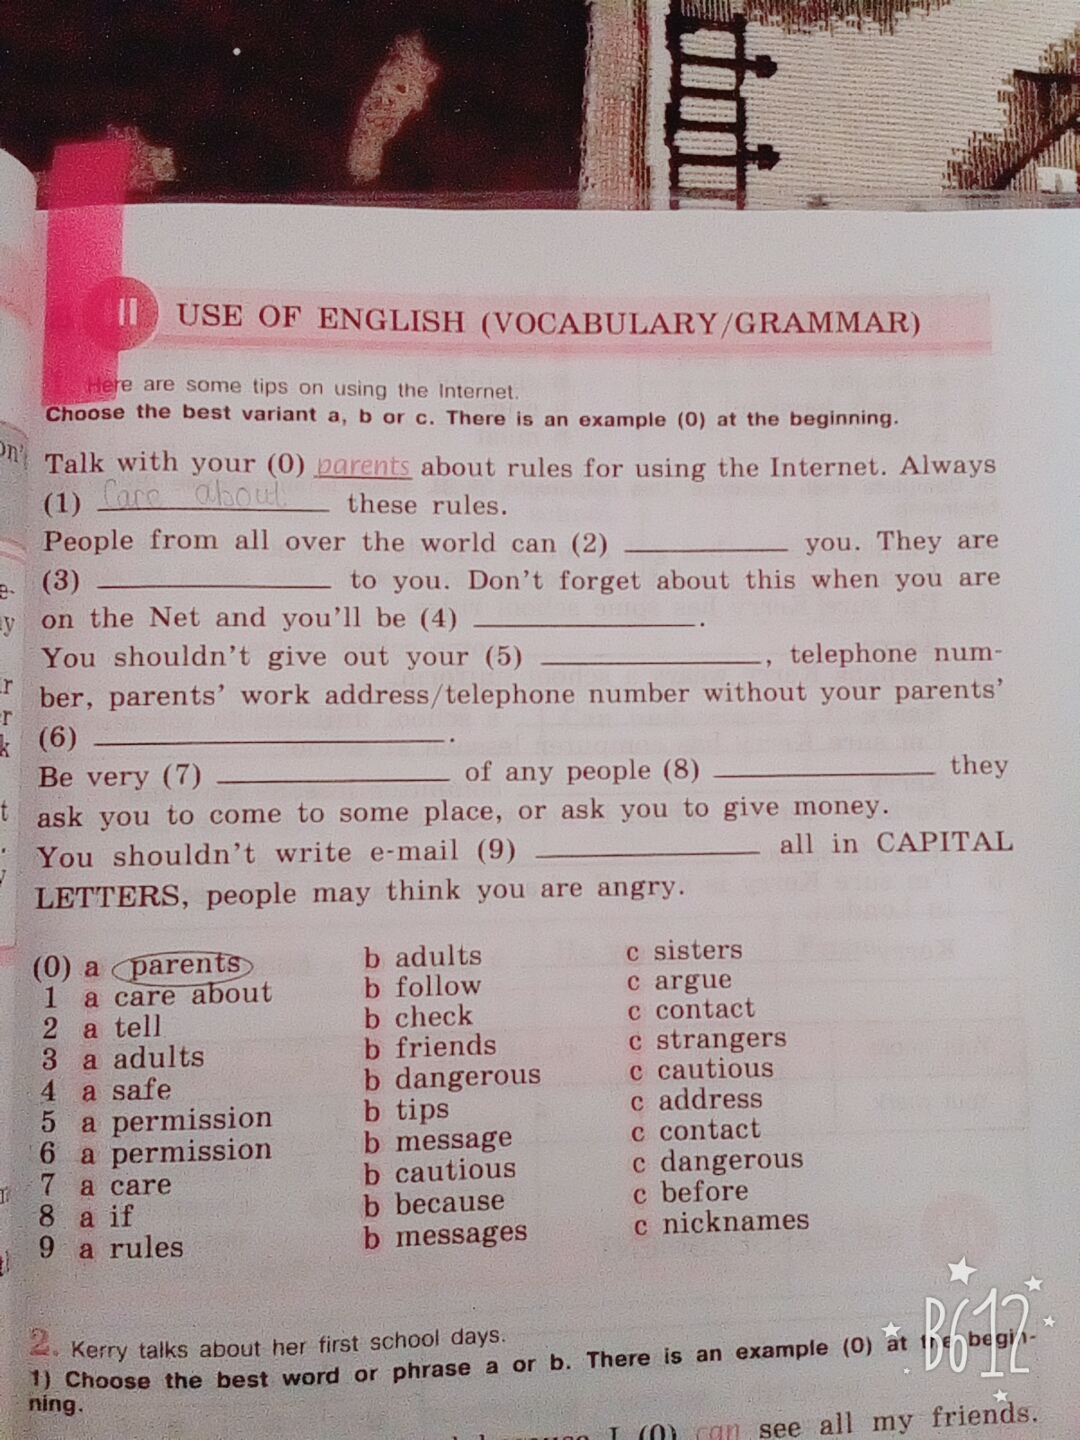 II USE OF ENGLISH (VOCABULARY/GRAMMAR)
Here are some tips on using the Internet.
Choose the best variant a, b or c. There is an example (0) at the beginning.
Talk with your (0) parents about rules for using the Internet. Always
(1) Care about these rules.
People from all over the world can (2) ____ you. They are
(3) ____ to you. Don't forget about this when you are
on the Net and you'll be (4) ____.
You shouldn't give out your (5) ____, telephone num-
ber, parents' work address/telephone number without your parents'
(6) ____.
Be very (7) ____ of any people (8) ____ they
ask you to come to some place, or ask you to give money.
You shouldn't write e-mail (9) ____ all in CAPITAL
LETTERS, people may think you are angry.
(0) a parents b adults c sisters
1 a care about b follow c argue
2 a tell b check c contact
3 a adults b friends c strangers
4 a safe b dangerous c cautious
5 a permission b tips c address
6 a permission b message c contact
7 a care b cautious c dangerous
8 a if b because c before
9 a rules b messages c nicknames
2. Kerry talks about her first school days.
1) Choose the best word or phrase a or b. There is an example (0) at the begin-
ning.
I (0) can see all my friends.
B612